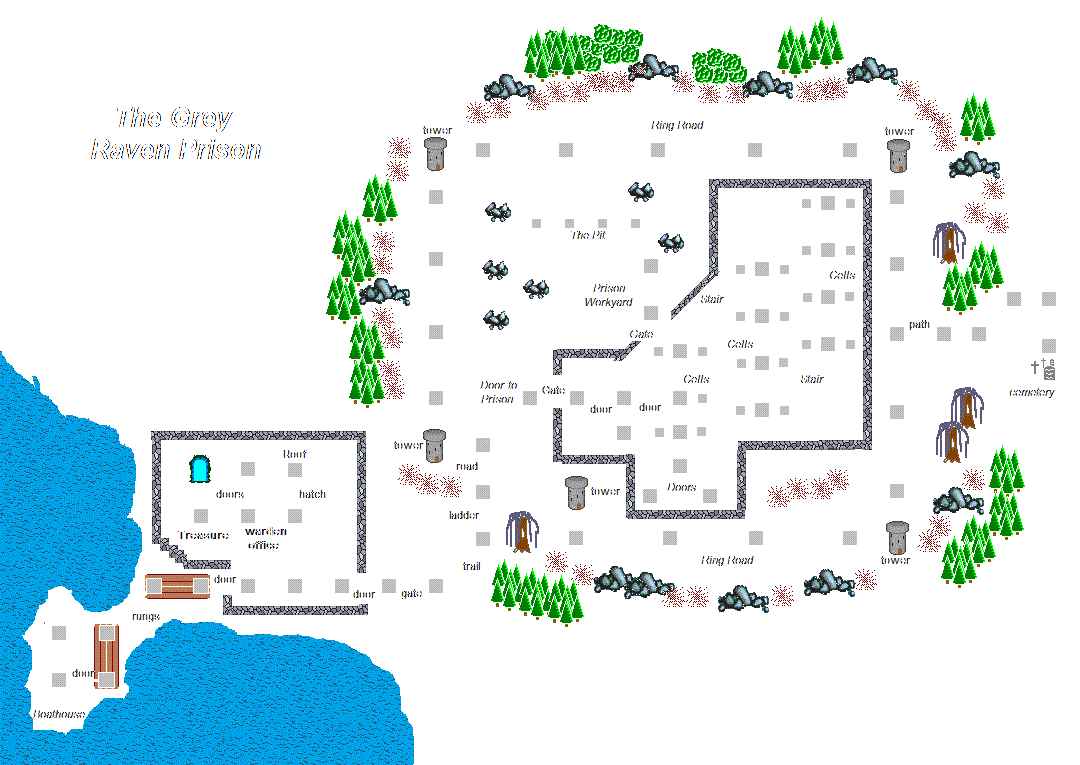 The Grey
Raven Prison
tower
Ring Road
tower
The Pit
Prison
Workyard
Cells
Stair
Gate
path
Cells
Cells
Stair
Door to
Prison
Gate
door
door
cemetery
tower
road
Roof
doors
hatch
Doors
tower
ladder
Treasure
warden
office
Ring Road
tower
trail
door
door
gate
rungs
door
Boathouse